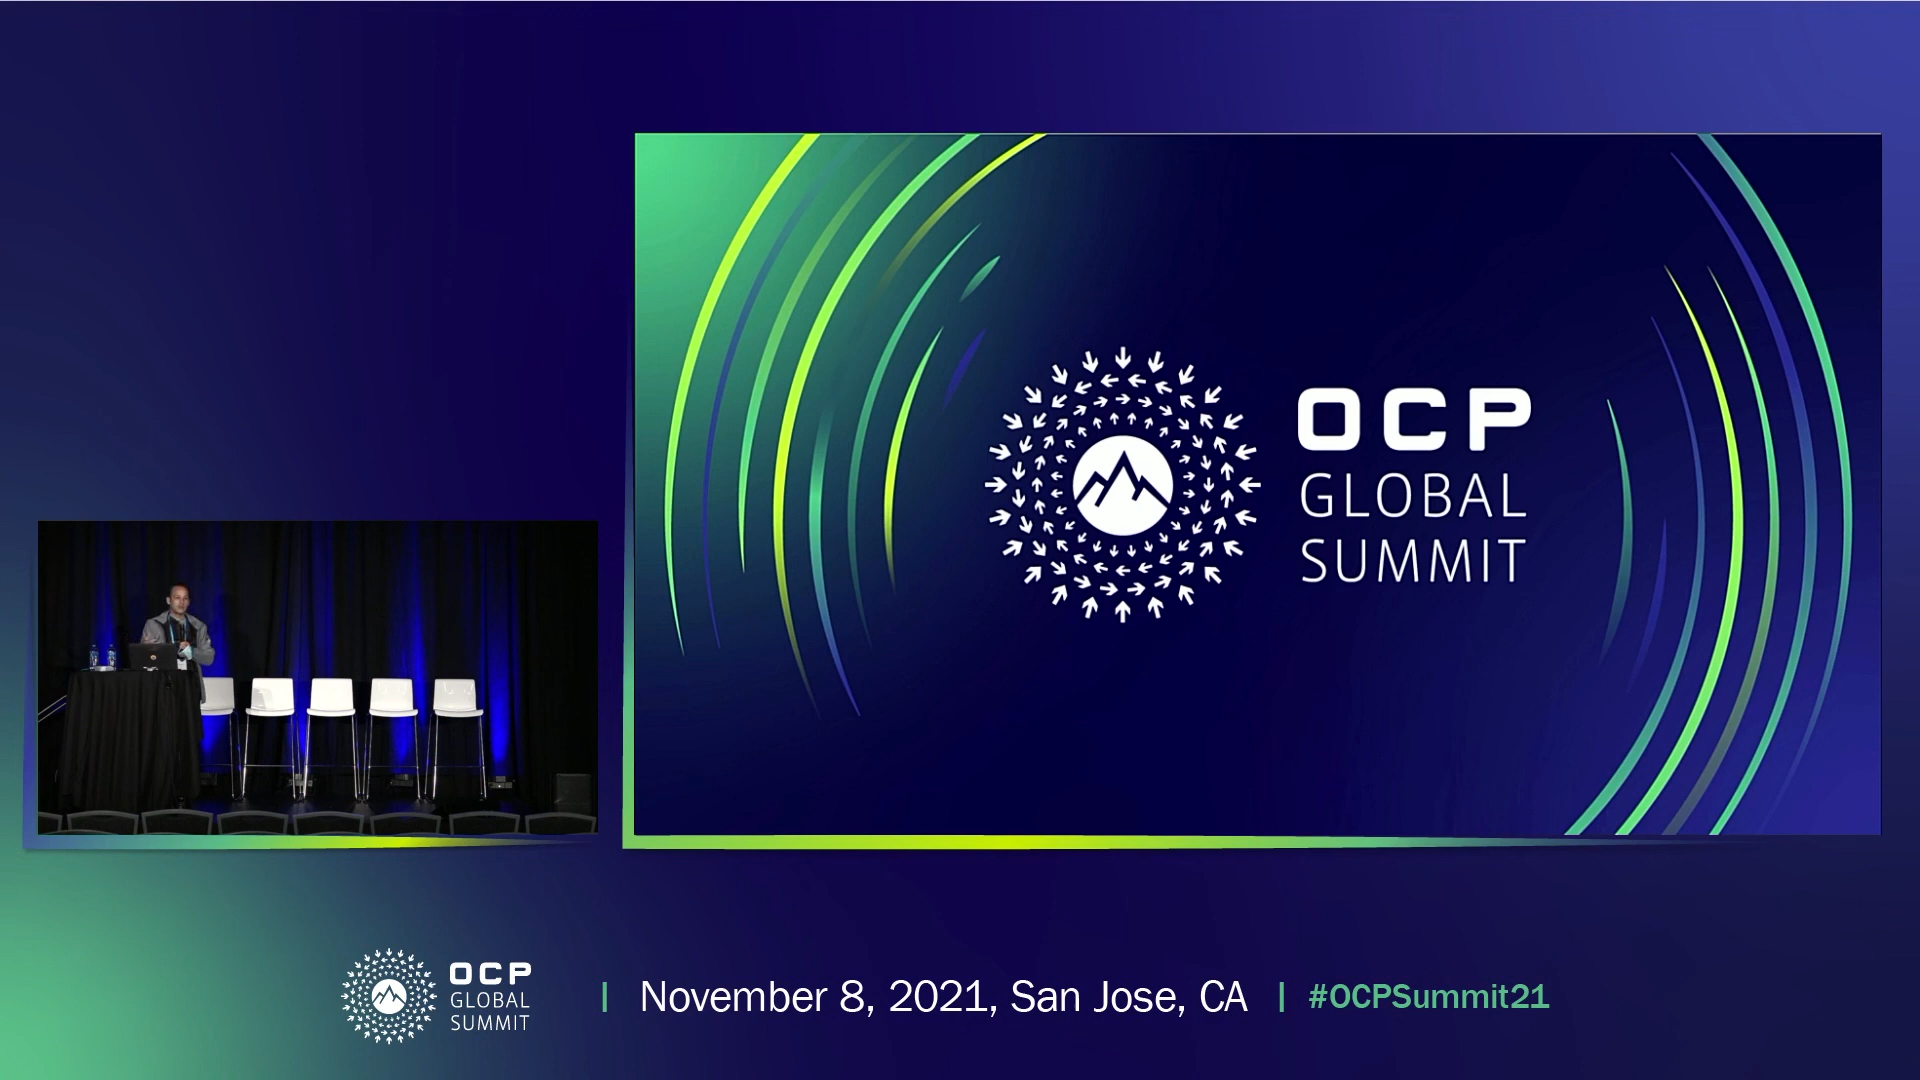 OCP
GLOBAL
SUMMIT
OCP
GLOBAL
SUMMIT
| November 8, 2021, San Jose, CA | #OCPSummit21